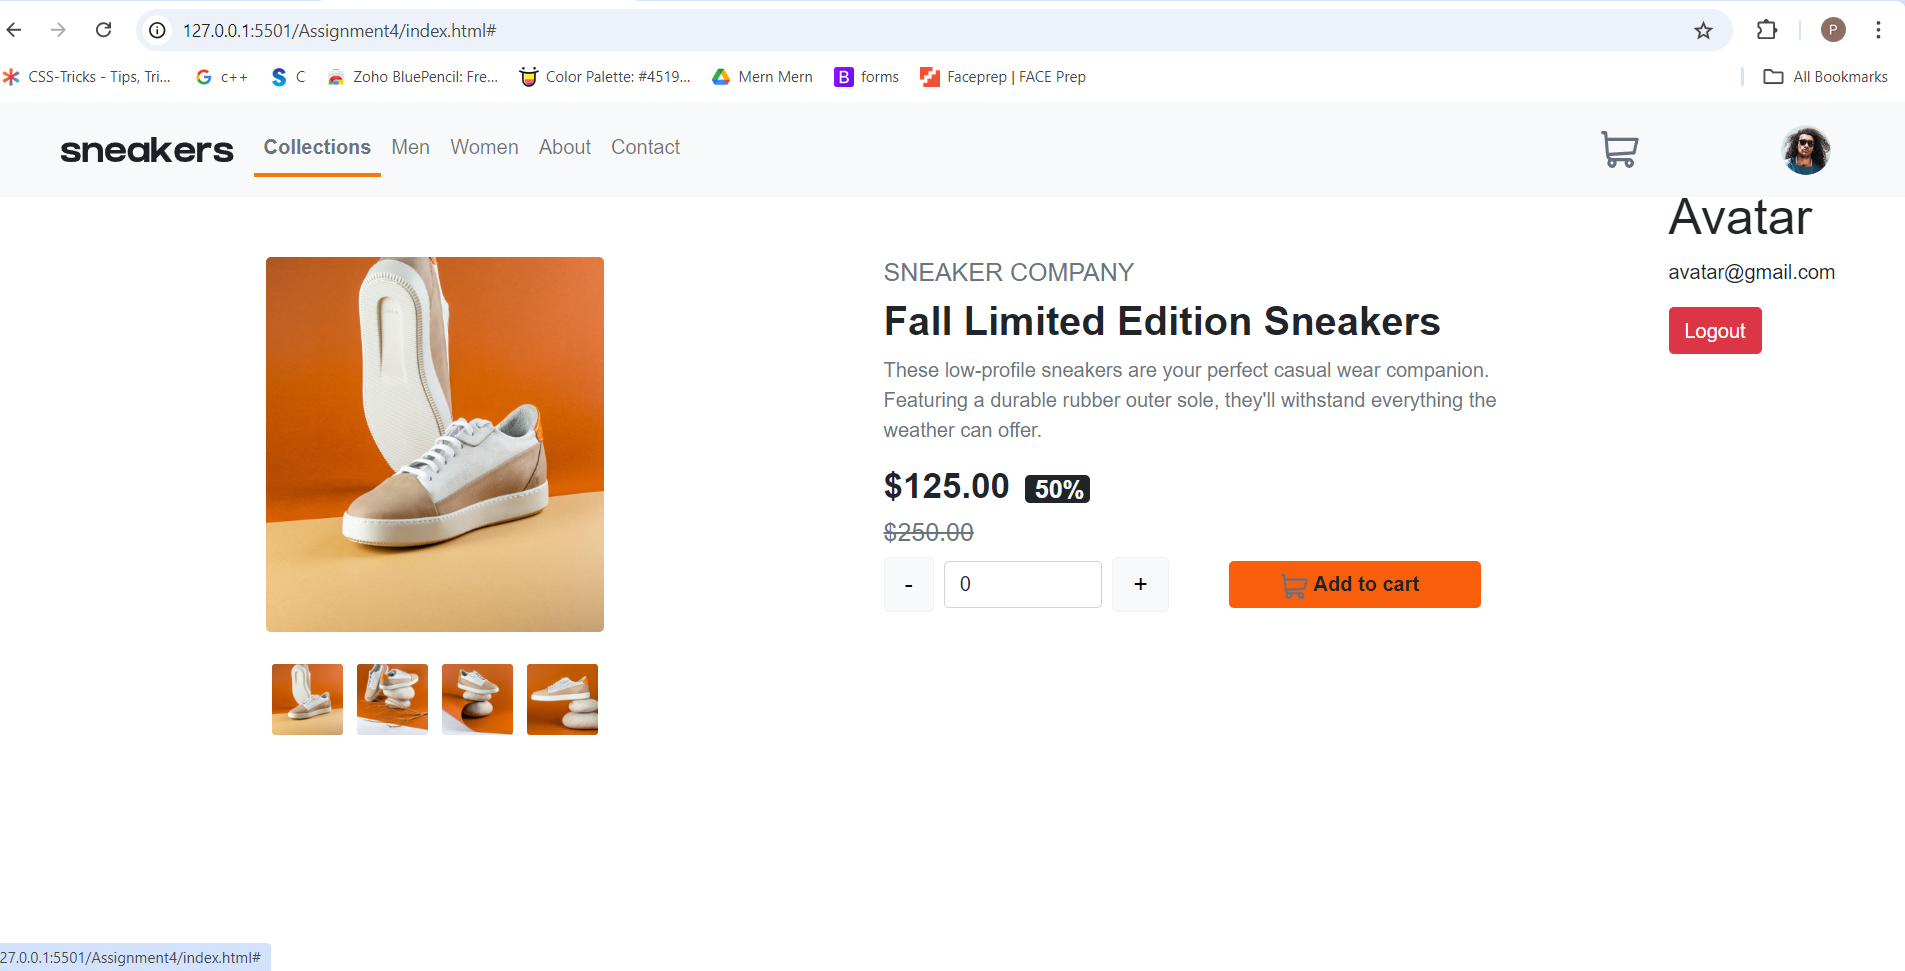 127.0.0.1:5501/Assignment4/index.html#
P
CSS-Tricks - Tips, Tri...
c++
C
Zoho BluePencil: Fre...
Color Palette: #4519...
Mern Mern
B forms
Faceprep | FACE Prep
All Bookmarks
sneakers
Collections
Men
Women
About
Contact
Avatar
avatar@gmail.com
Logout
SNEAKER COMPANY
Fall Limited Edition Sneakers
These low-profile sneakers are your perfect casual wear companion.
Featuring a durable rubber outer sole, they'll withstand everything the
weather can offer.
$125.00 50%
$250.00
- 0 +
Add to cart
27.0.0.1:5501/Assignment4/index.html#